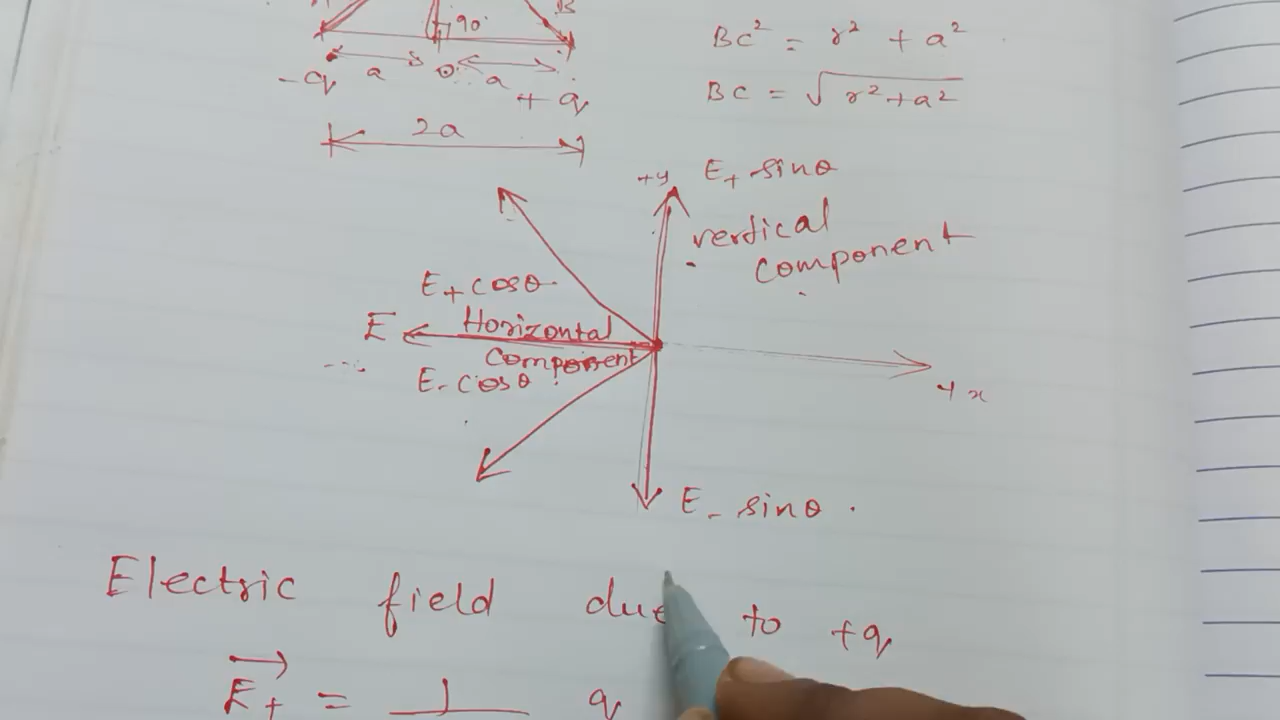 90°
B
-q a O a +q
2a
BC² = r² + a²
BC = √r²+a²
+y E+ sinθ
vertical
component
E+ cosθ
E Horizontal
component
E- cosθ
+x
E- sinθ
Electric field due to +q
E+ = 1 q